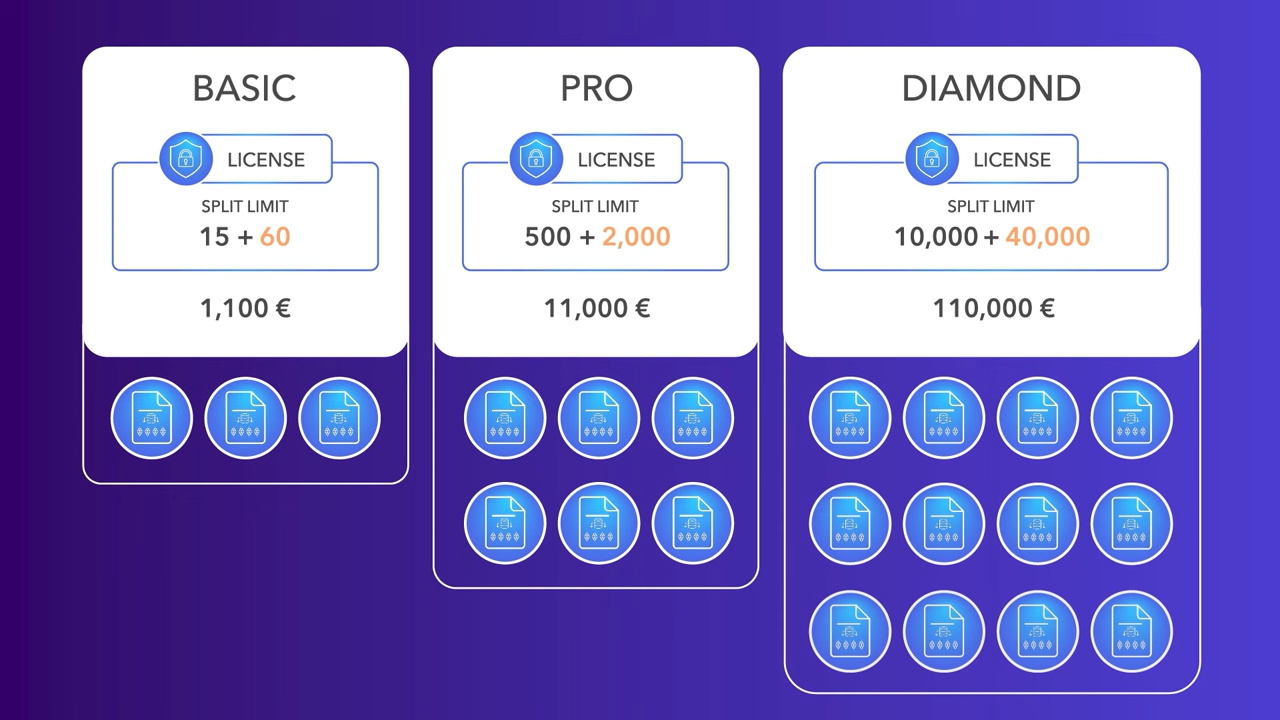 BASIC
LICENSE
SPLIT LIMIT
15 + 60
1,100 €
PRO
LICENSE
SPLIT LIMIT
500 + 2,000
11,000 €
DIAMOND
LICENSE
SPLIT LIMIT
10,000 + 40,000
110,000 €